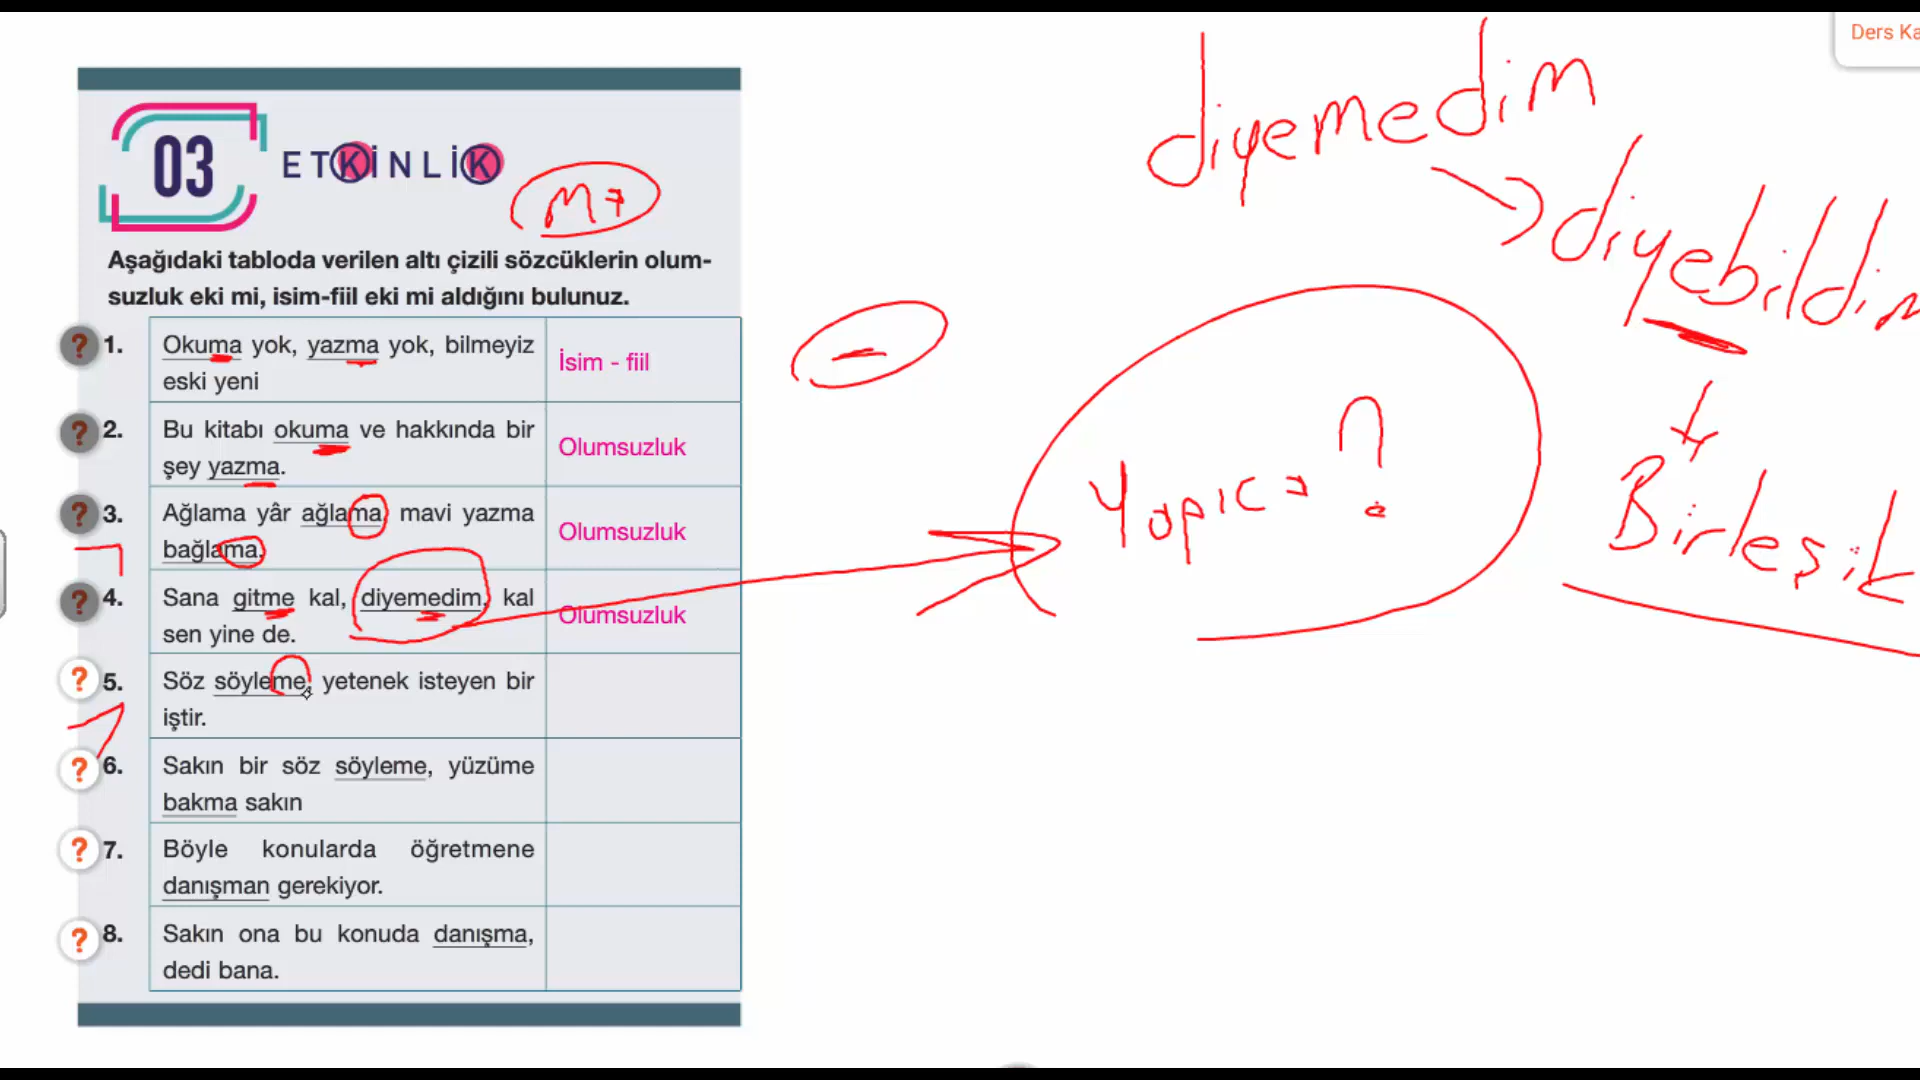 Ders Ka
03
ETKİNLİK
M7
Aşağıdaki tabloda verilen altı çizili sözcüklerin olum-
suzluk eki mi, isim-fiil eki mi aldığını bulunuz.
? 1. Okuma yok, yazma yok, bilmeyiz
eski yeni
İsim - fiil
? 2. Bu kitabı okuma ve hakkında bir
şey yazma.
Olumsuzluk
? 3. Ağlama yâr ağlama, mavi yazma
bağlama.
Olumsuzluk
? 4. Sana gitme kal, diyemedim, kal
sen yine de.
Olumsuzluk
? 5. Söz söyleme, yetenek isteyen bir
iştir.
? 6. Sakın bir söz söyleme, yüzüme
bakma sakın
? 7. Böyle konularda öğretmene
danışman gerekiyor.
? 8. Sakın ona bu konuda danışma,
dedi bana.
diyemedim
diyebildim
Birleşik